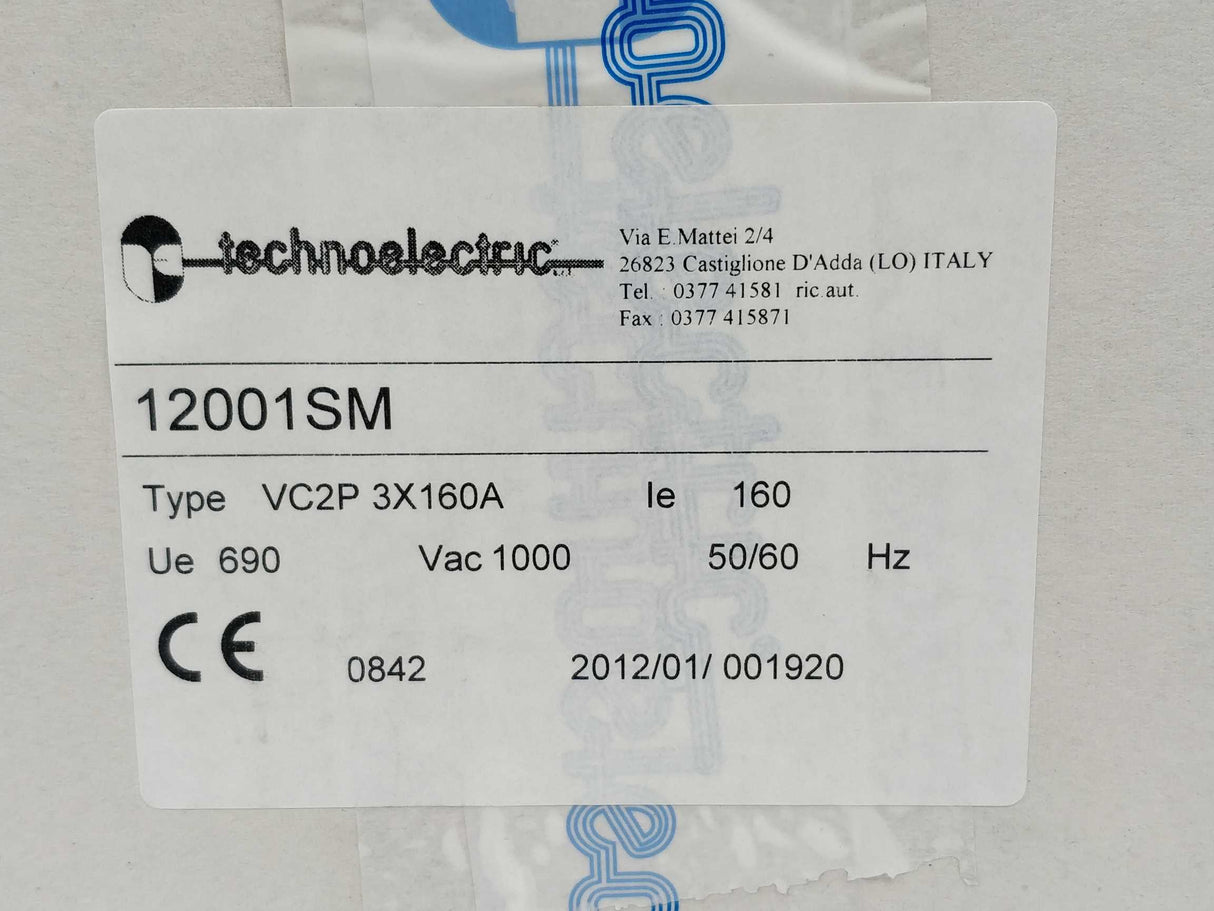 technoelectric
Via E.Mattei 2/4
26823 Castiglione D'Adda (LO) ITALY
Tel. : 0377 41581 ric.aut.
Fax : 0377 415871
12001SM
Type VC2P 3X160A Ie 160
Ue 690 Vac 1000 50/60 Hz
CE 0842 2012/01/ 001920
technoelectric